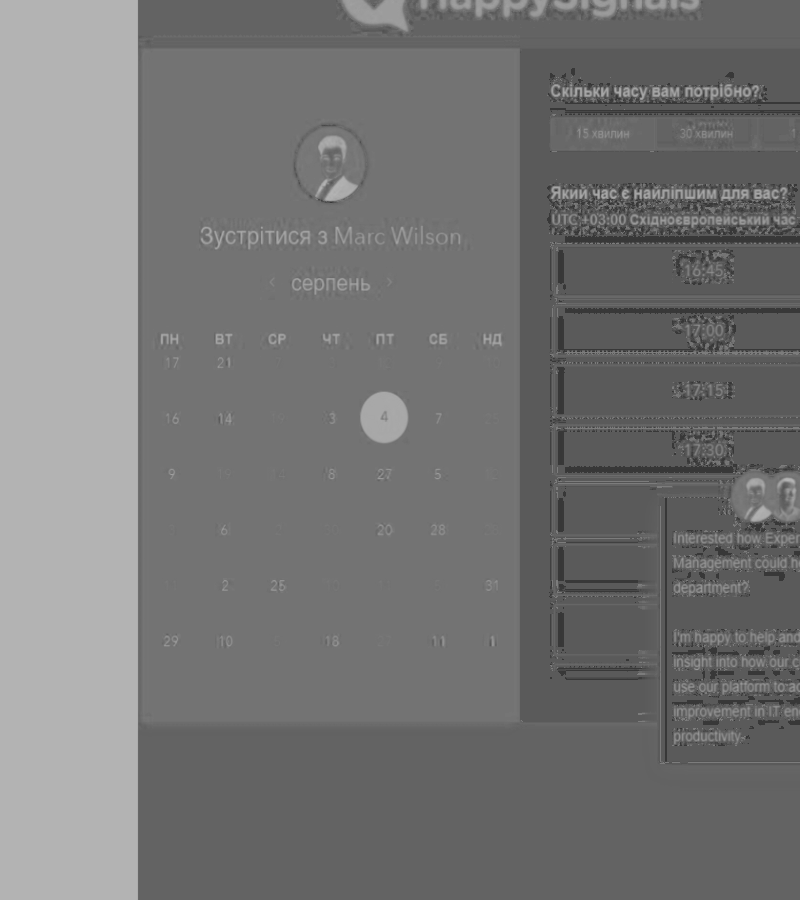 HappySignals
Зустрітися з Marc Wilson
серпень
ПН ВТ СР ЧТ ПТ СБ НД
17 21
16 14 3 4 7
9 8 27 5
6 20 28
2 25 31
29 10 18 11 1
Скільки часу вам потрібно?
15 хвилин 30 хвилин 1
Який час є найліпшим для вас?
UTC +03:00 Східноєвропейський час
16:45
17:00
17:15
17:30
Interested how Exper
Management could he
department?
I'm happy to help and
insight into how our c
use our platform to ac
improvement in IT en
productivity.